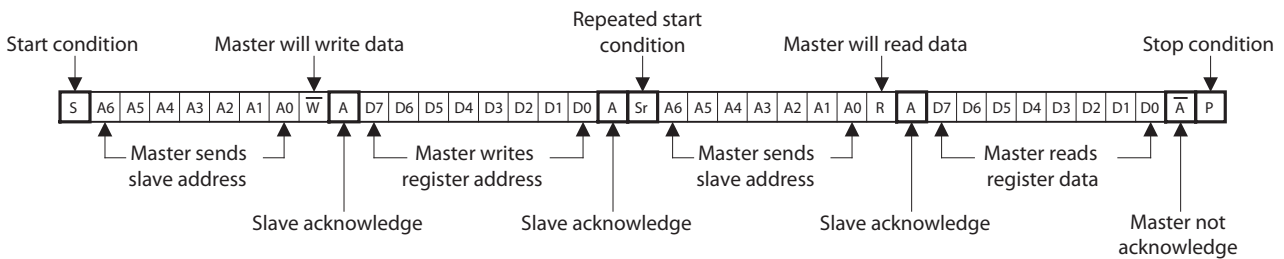 Repeated start
condition
Start condition
Master will write data
Master will read data
Stop condition
S A6 A5 A4 A3 A2 A1 A0 W̅ A D7 D6 D5 D4 D3 D2 D1 D0 A Sr A6 A5 A4 A3 A2 A1 A0 R A D7 D6 D5 D4 D3 D2 D1 D0 A̅ P
Master sends
slave address
Master writes
register address
Master sends
slave address
Master reads
register data
Slave acknowledge
Slave acknowledge
Slave acknowledge
Master not
acknowledge